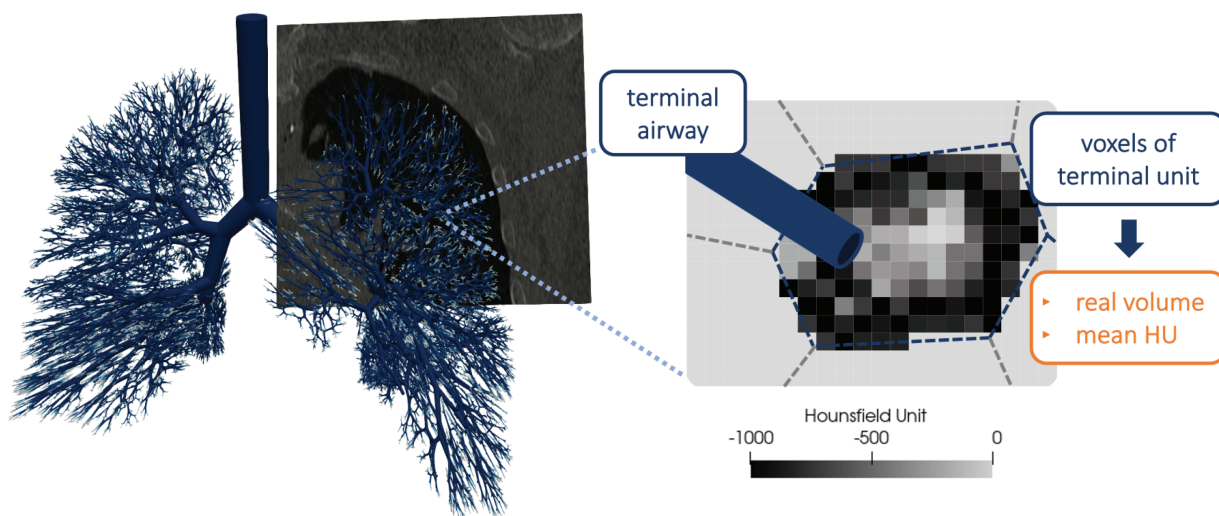 terminal
airway
voxels of
terminal unit
▸ real volume
▸ mean HU
Hounsfield Unit
-1000 -500 0